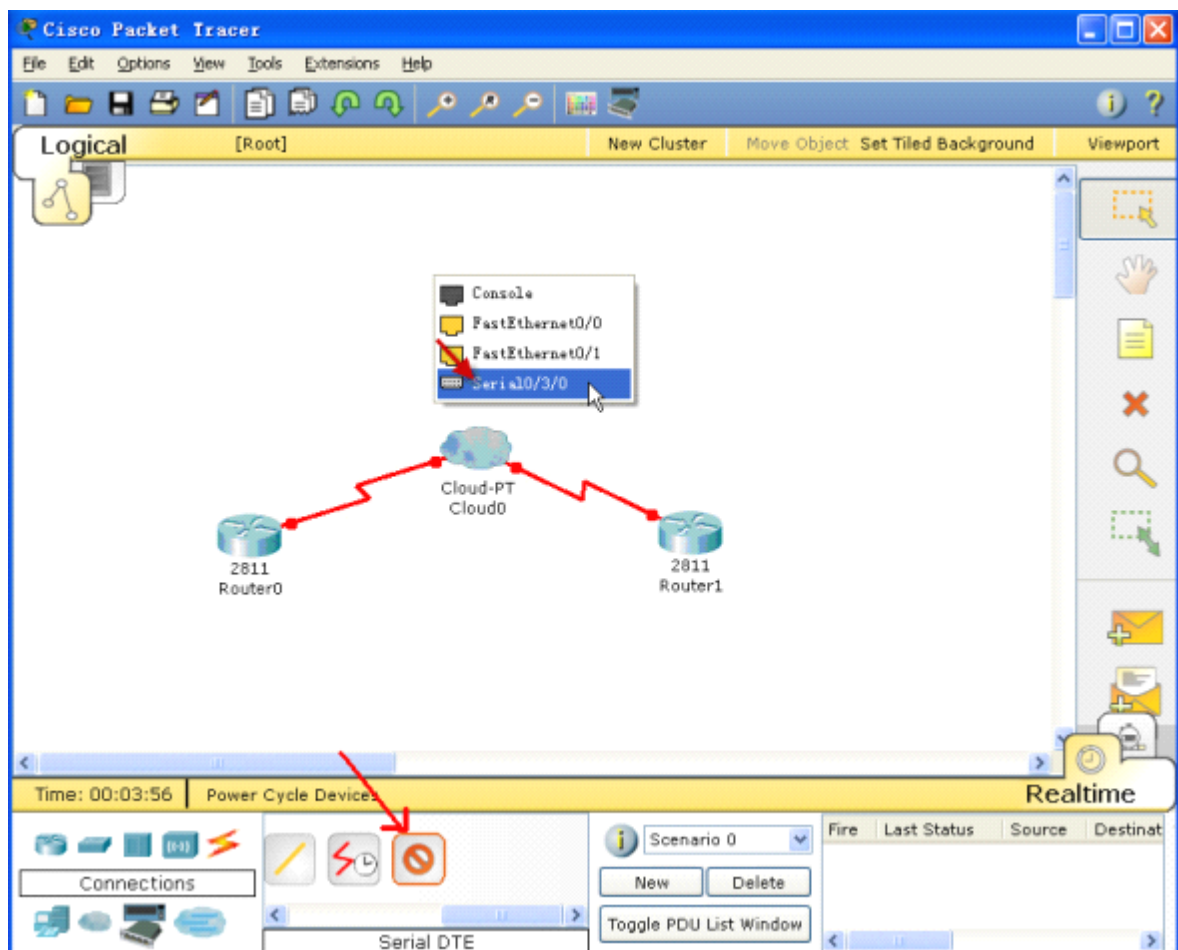 Cisco Packet Tracer
File Edit Options View Tools Extensions Help
Logical [Root] New Cluster Move Object Set Tiled Background Viewport
Console
FastEthernet0/0
FastEthernet0/1
Serial0/3/0
Cloud-PT
Cloud0
2811
Router0
2811
Router1
Time: 00:03:56 Power Cycle Devices Realtime
Fire Last Status Source Destinat
Scenario 0
Connections
New Delete
Toggle PDU List Window
Serial DTE